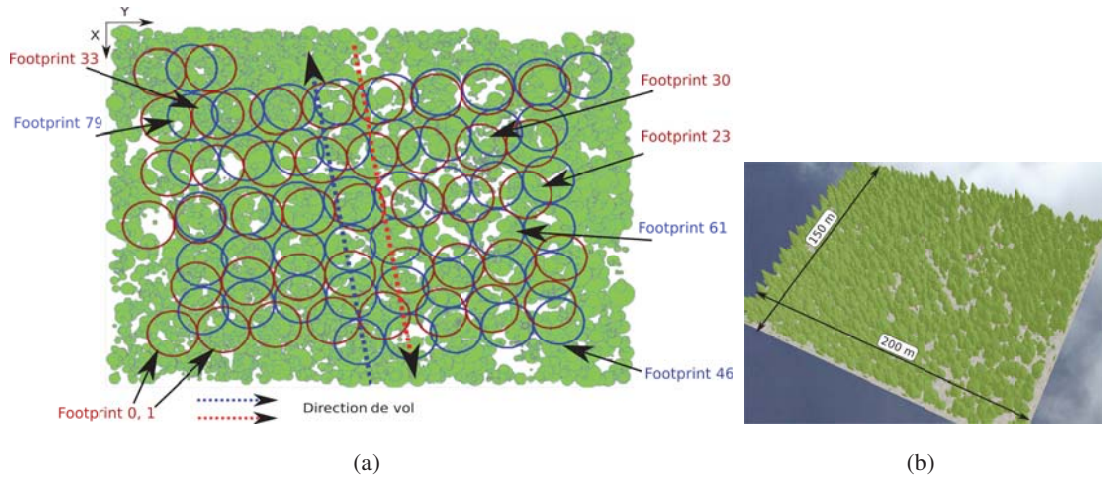 Y
X
Footprint 33
Footprint 79
Footprint 30
Footprint 23
Footprint 61
Footprint 46
Footprint 0, 1
Direction de vol
150 m
200 m
(a)
(b)